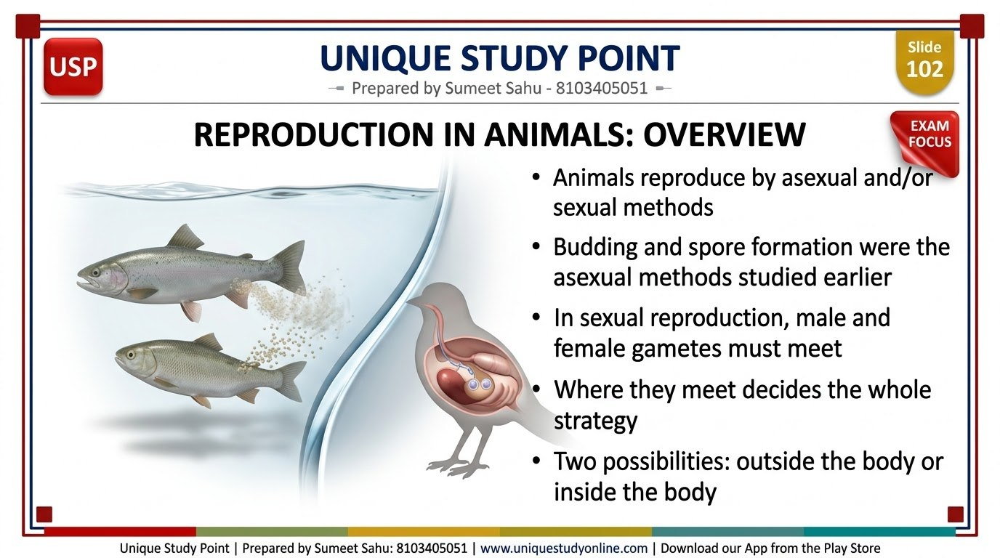 USP
UNIQUE STUDY POINT
Prepared by Sumeet Sahu - 8103405051
Slide
102
REPRODUCTION IN ANIMALS: OVERVIEW
EXAM
FOCUS
• Animals reproduce by asexual and/or
sexual methods
• Budding and spore formation were the
asexual methods studied earlier
• In sexual reproduction, male and
female gametes must meet
• Where they meet decides the whole
strategy
• Two possibilities: outside the body or
inside the body
Unique Study Point | Prepared by Sumeet Sahu: 8103405051 | www.uniquestudyonline.com | Download our App from the Play Store